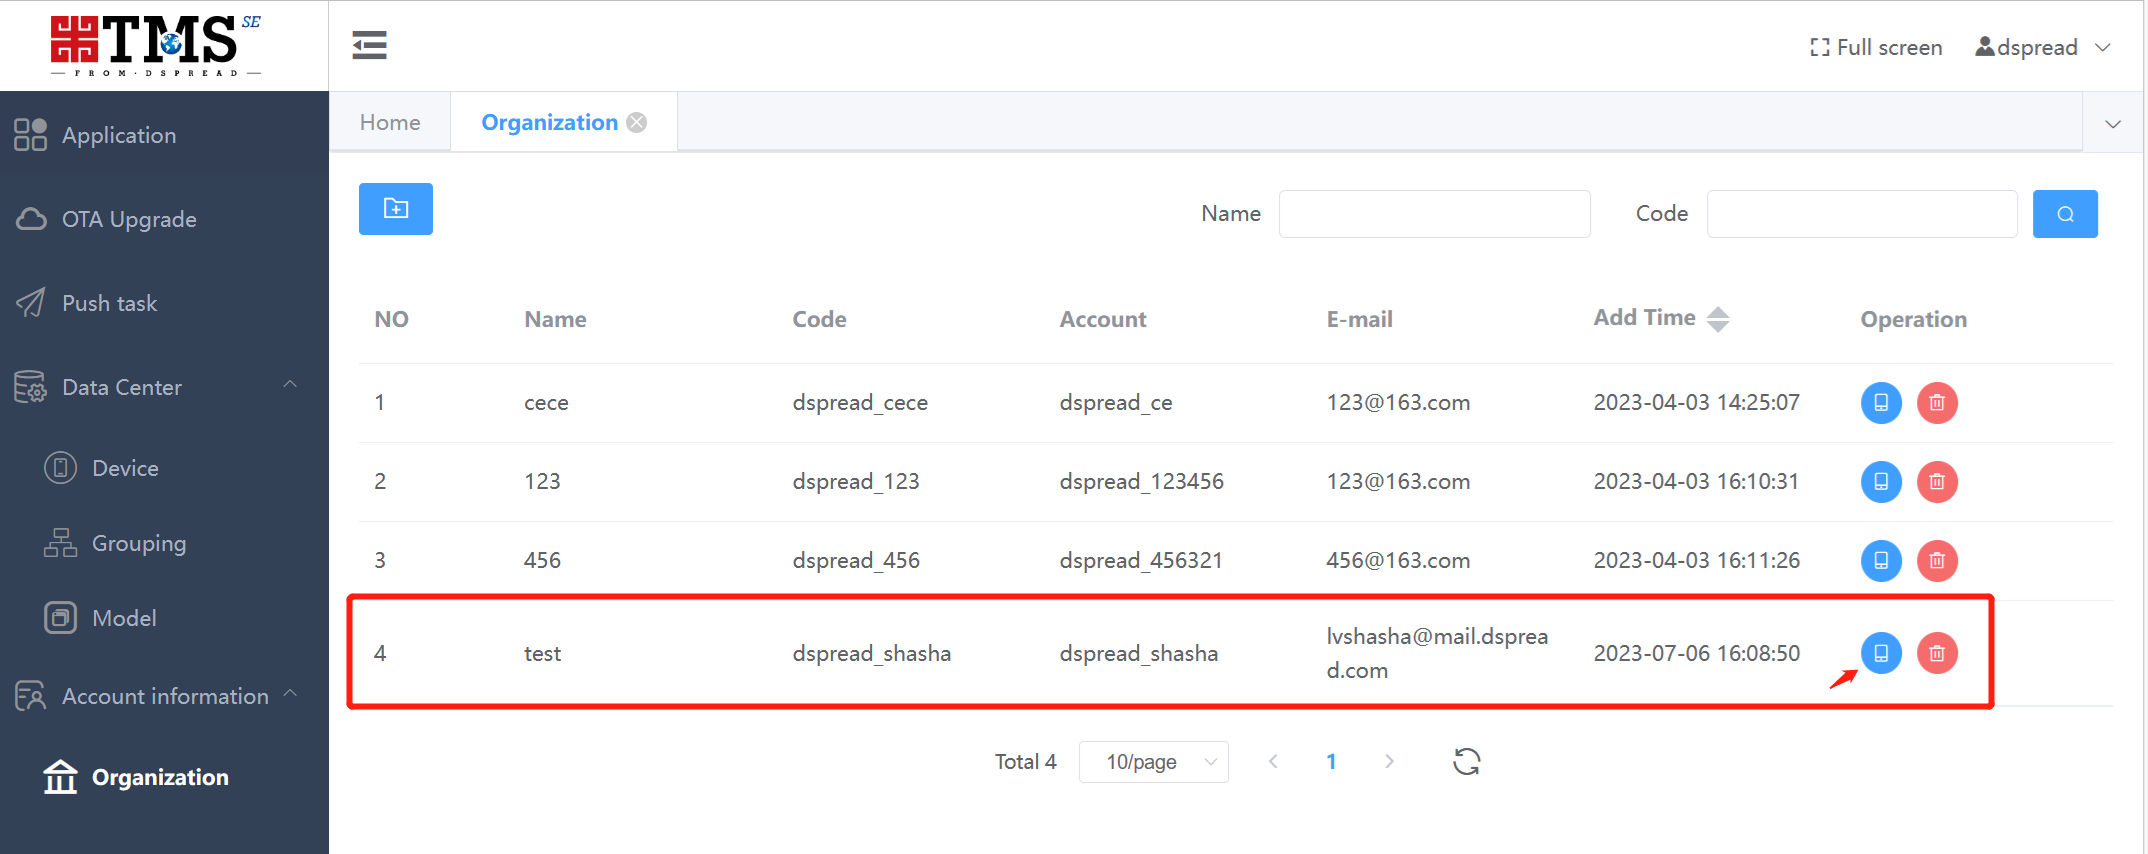 TMS SE
FROM·DSPREAD
Full screen
dspread
Application
OTA Upgrade
Push task
Data Center
Device
Grouping
Model
Account information
Organization
Home
Organization
Name
Code
NO Name Code Account E-mail Add Time Operation
1 cece dspread_cece dspread_ce 123@163.com 2023-04-03 14:25:07
2 123 dspread_123 dspread_123456 123@163.com 2023-04-03 16:10:31
3 456 dspread_456 dspread_456321 456@163.com 2023-04-03 16:11:26
4 test dspread_shasha dspread_shasha lvshasha@mail.dsprea 2023-07-06 16:08:50
d.com
Total 4 10/page 1